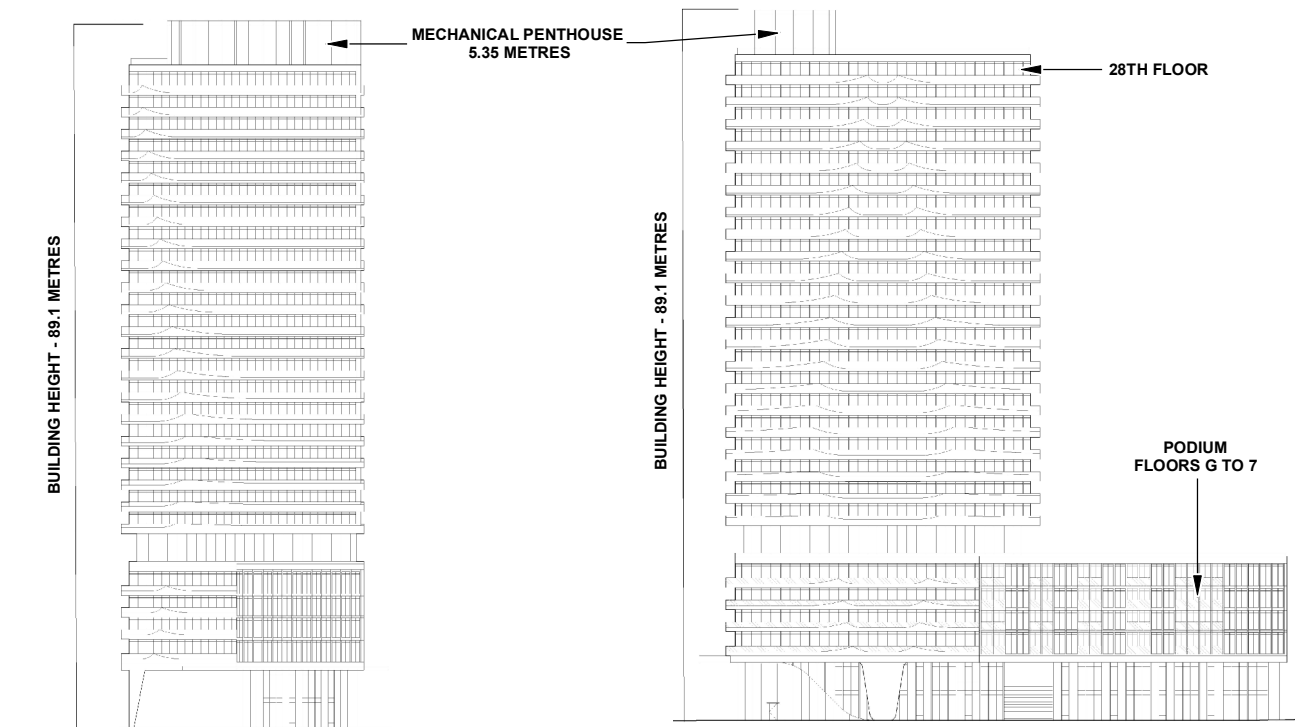 MECHANICAL PENTHOUSE
5.35 METRES
28TH FLOOR
BUILDING HEIGHT - 89.1 METRES
BUILDING HEIGHT - 89.1 METRES
PODIUM
FLOORS G TO 7